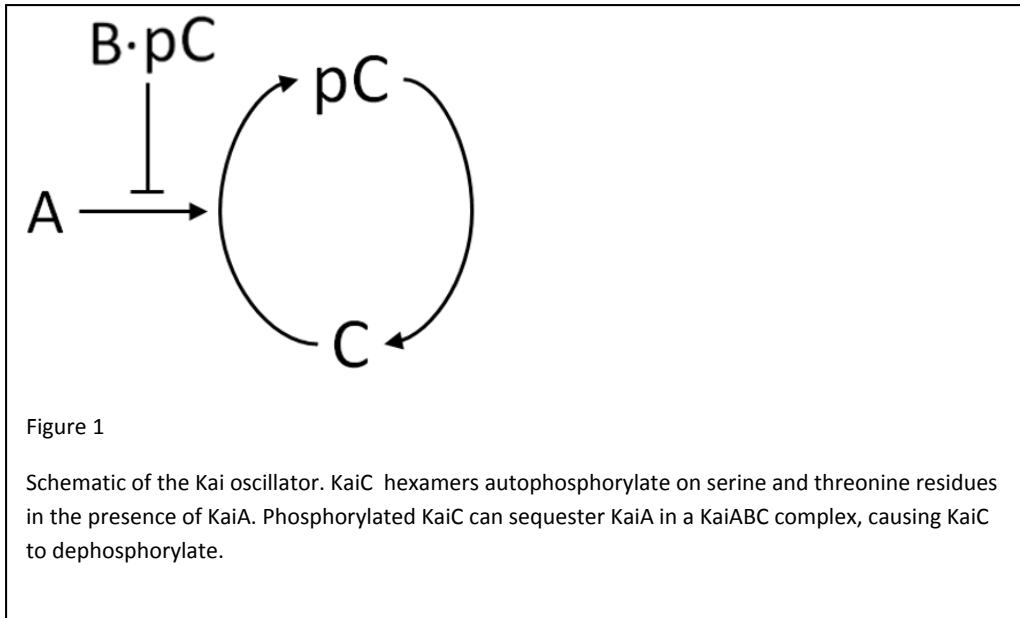 B·pC
pC
A
C
Figure 1
Schematic of the Kai oscillator. KaiC hexamers autophosphorylate on serine and threonine residues
in the presence of KaiA. Phosphorylated KaiC can sequester KaiA in a KaiABC complex, causing KaiC
to dephosphorylate.